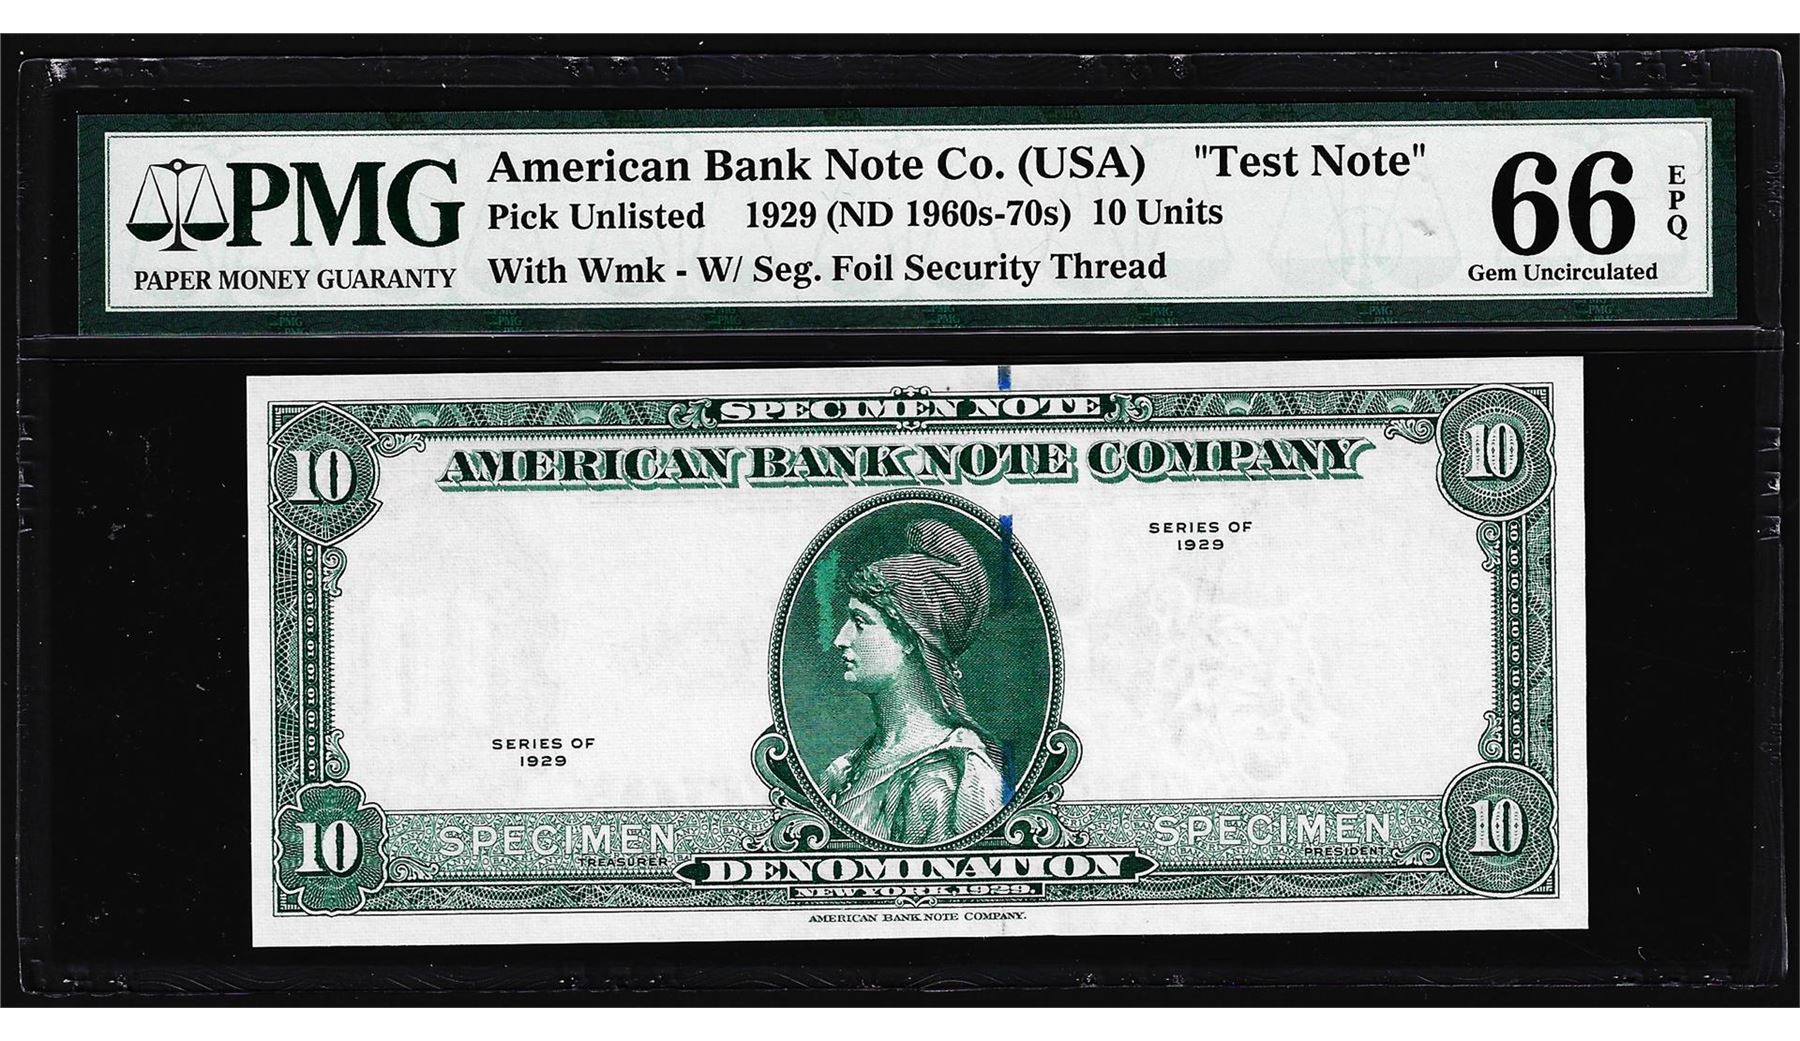 PMG
PAPER MONEY GUARANTY
American Bank Note Co. (USA) "Test Note"
Pick Unlisted 1929 (ND 1960s-70s) 10 Units
With Wmk - W/ Seg. Foil Security Thread
66
EPQ
Gem Uncirculated
SPECIMEN NOTE
AMERICAN BANK NOTE COMPANY
10
10
SERIES OF
1929
SERIES OF
1929
SPECIMEN
TREASURER
SPECIMEN
PRESIDENT
10
10
DENOMINATION
NEW YORK, 1929.
AMERICAN BANK NOTE COMPANY.